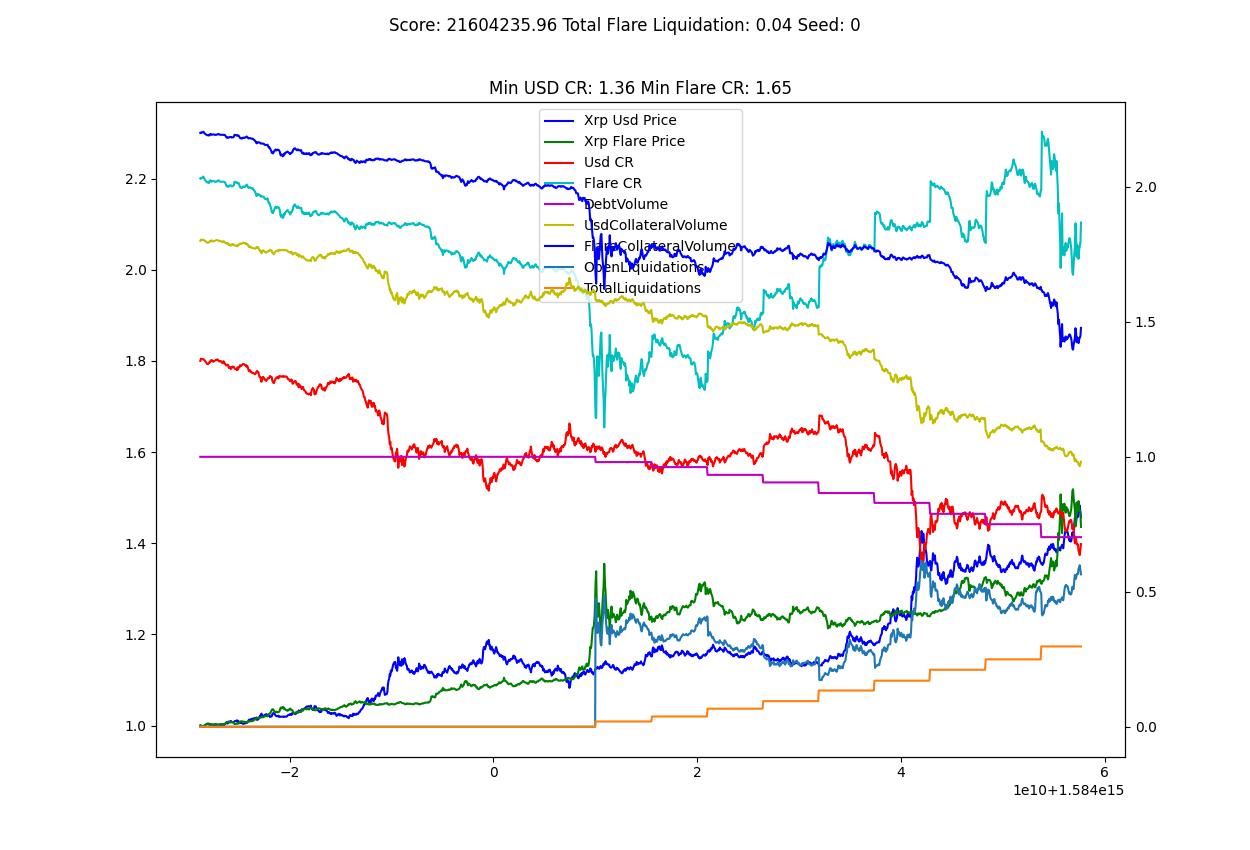 Score: 21604235.96 Total Flare Liquidation: 0.04 Seed: 0
Min USD CR: 1.36 Min Flare CR: 1.65
Xrp Usd Price
Xrp Flare Price
Usd CR
Flare CR
DebtVolume
UsdCollateralVolume
FlareCollateralVolume
OpenLiquidations
TotalLiquidations
2.2
2.0
1.8
1.6
1.4
1.2
1.0
2.0
1.5
1.0
0.5
0.0
−2
0
2
4
6
1e10+1.584e15